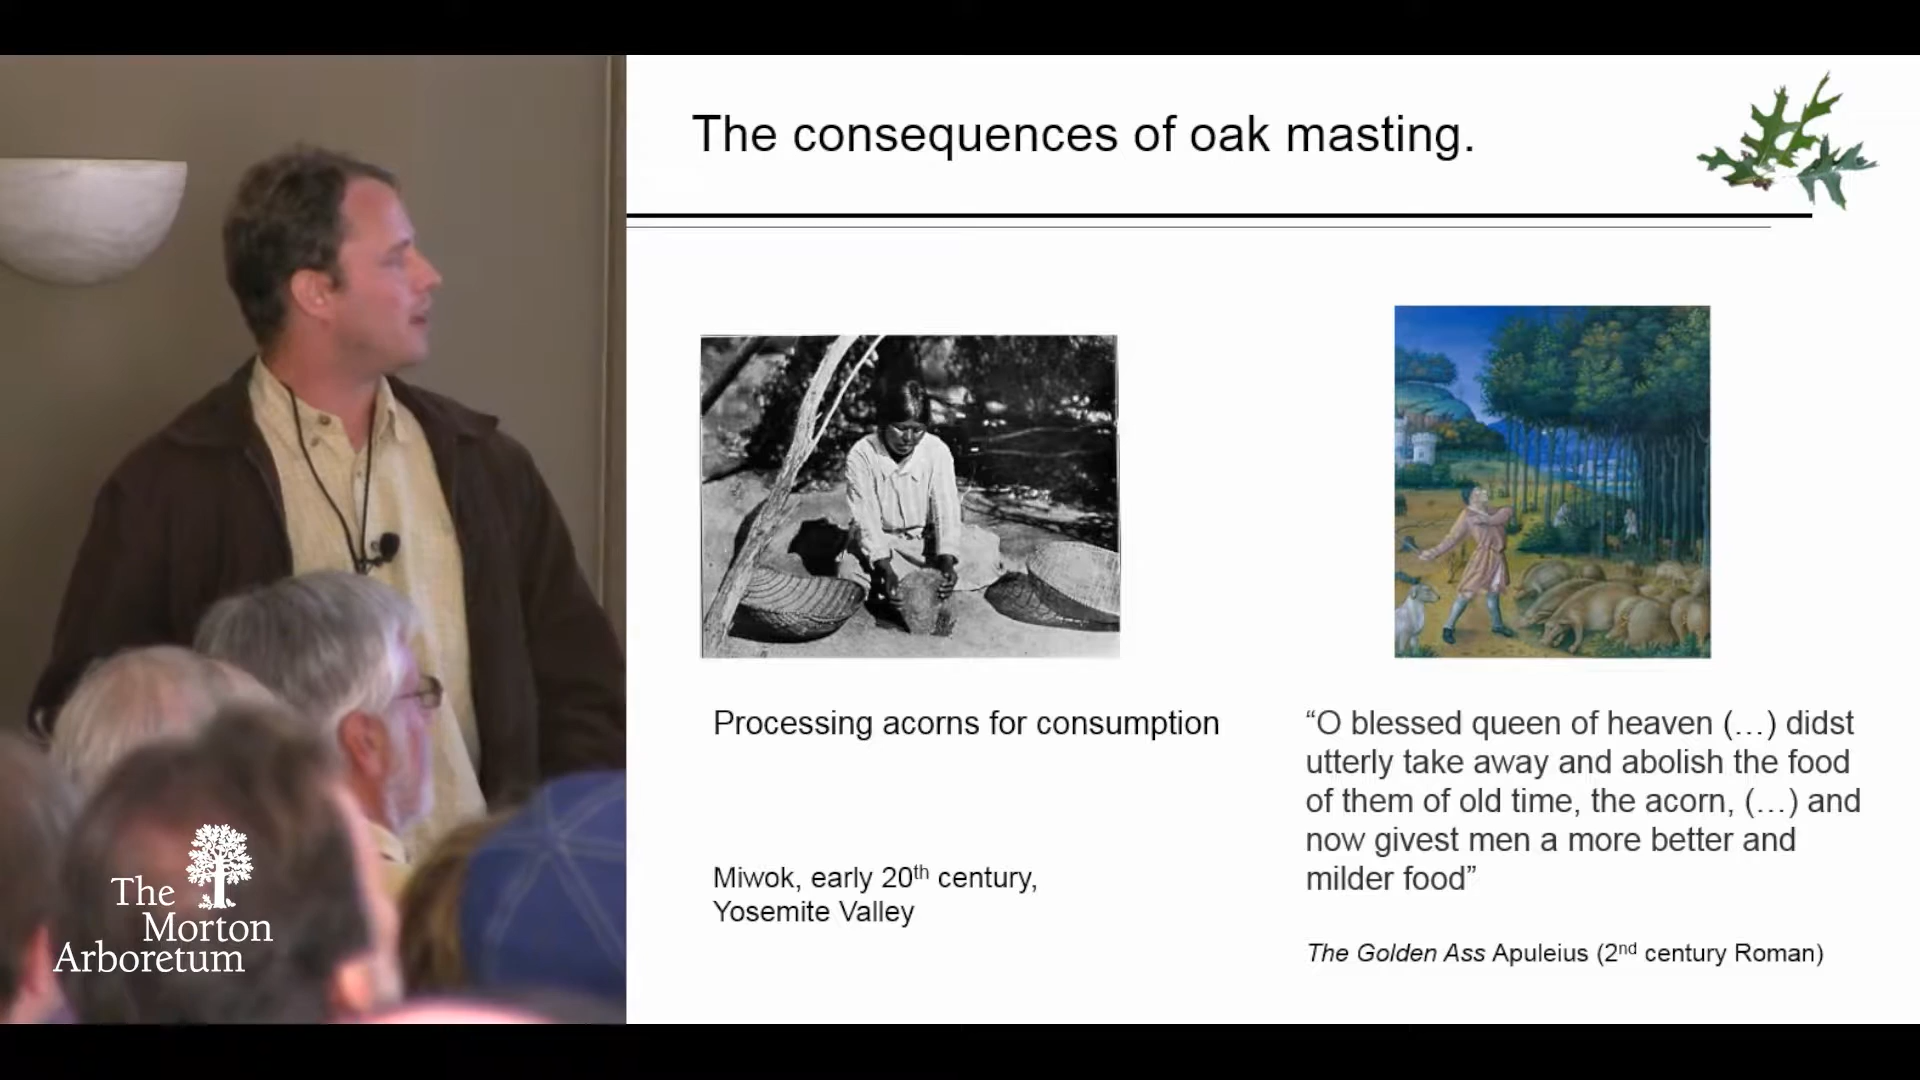 The consequences of oak masting.
Processing acorns for consumption
Miwok, early 20th century,
Yosemite Valley
“O blessed queen of heaven (…) didst
utterly take away and abolish the food
of them of old time, the acorn, (…) and
now givest men a more better and
milder food”
The Golden Ass Apuleius (2nd century Roman)
The
Morton
Arboretum